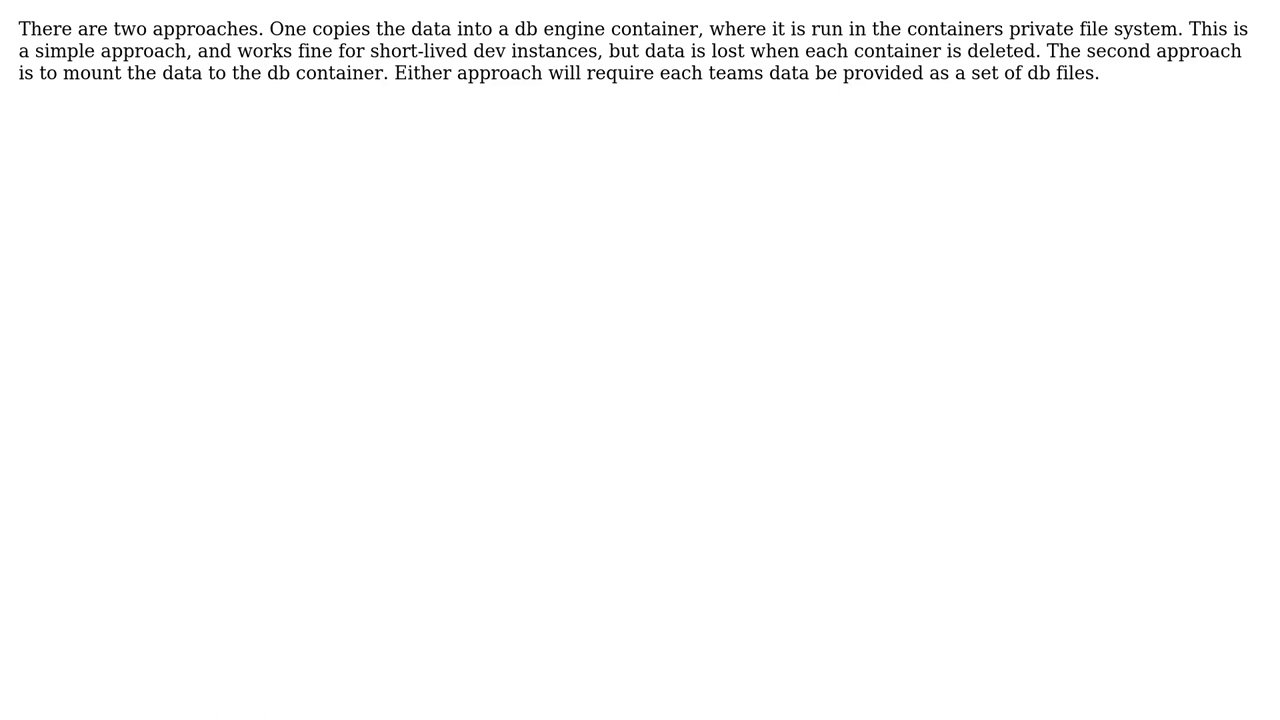 There are two approaches. One copies the data into a db engine container, where it is run in the containers private file system. This is
a simple approach, and works fine for short-lived dev instances, but data is lost when each container is deleted. The second approach
is to mount the data to the db container. Either approach will require each teams data be provided as a set of db files.